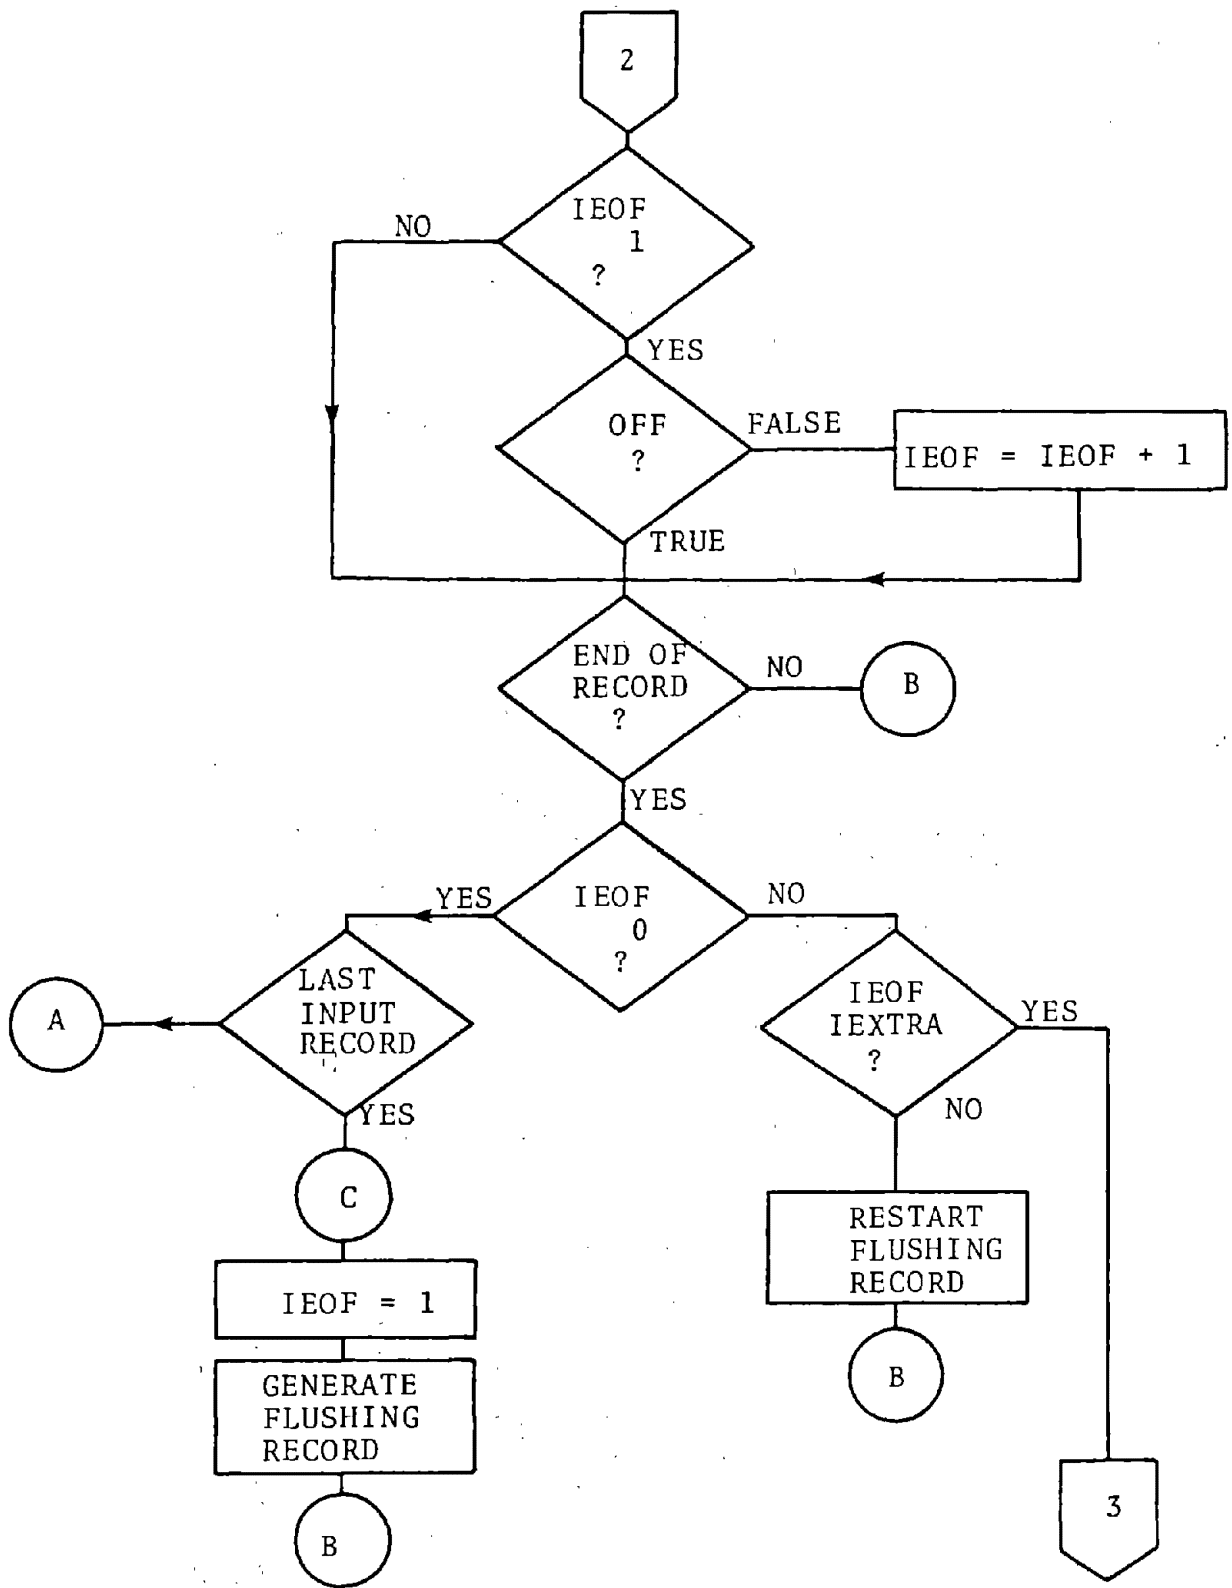 2
IEOF
1
?
NO
YES
OFF
?
FALSE
IEOF = IEOF + 1
TRUE
END OF
RECORD
?
NO
B
YES
IEOF
0
?
YES
NO
LAST
INPUT
RECORD
A
YES
IEOF
IEXTRA
?
YES
NO
C
IEOF = 1
GENERATE
FLUSHING
RECORD
B
RESTART
FLUSHING
RECORD
B
3